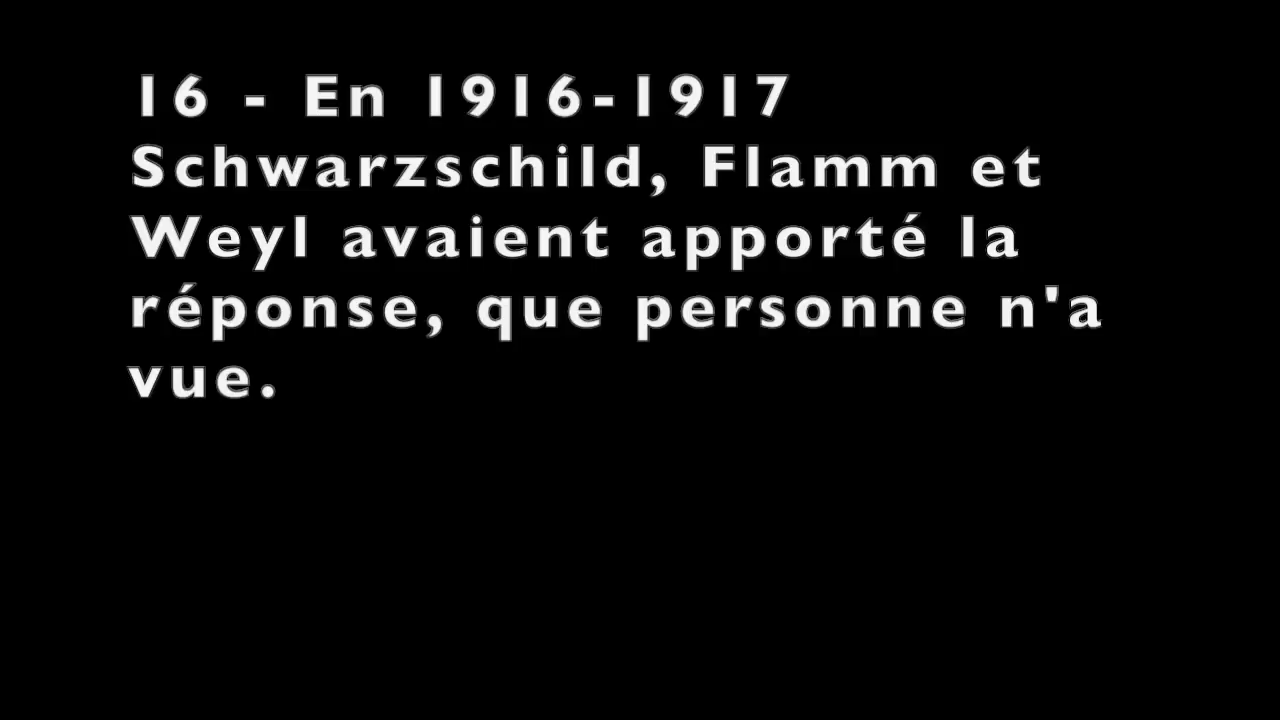 16 - En 1916-1917
Schwarzschild, Flamm et
Weyl avaient apporté la
réponse, que personne n'a
vue.